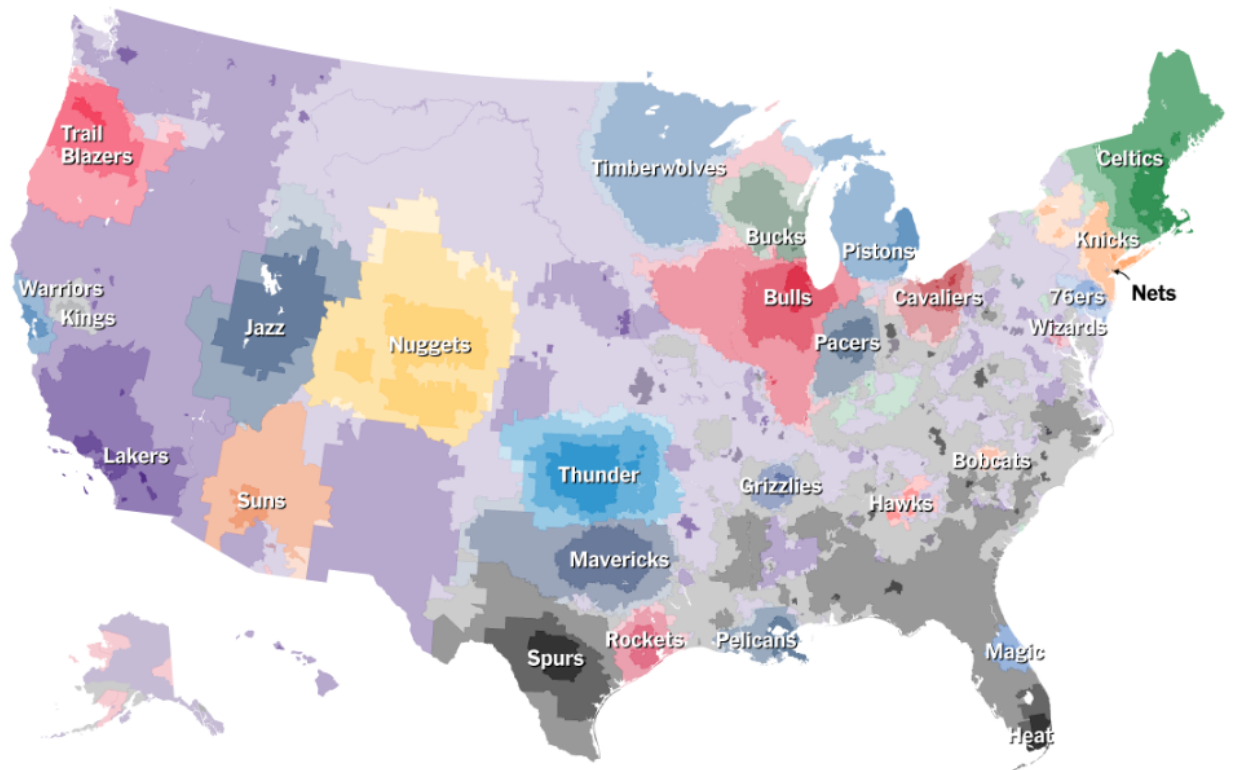 Trail
Blazers
Timberwolves
Celtics
Bucks
Pistons
Knicks
Warriors
Kings
Bulls
Cavaliers
76ers
Nets
Jazz
Nuggets
Pacers
Wizards
Lakers
Suns
Thunder
Grizzlies
Bobcats
Hawks
Mavericks
Spurs
Rockets
Pelicans
Magic
Heat